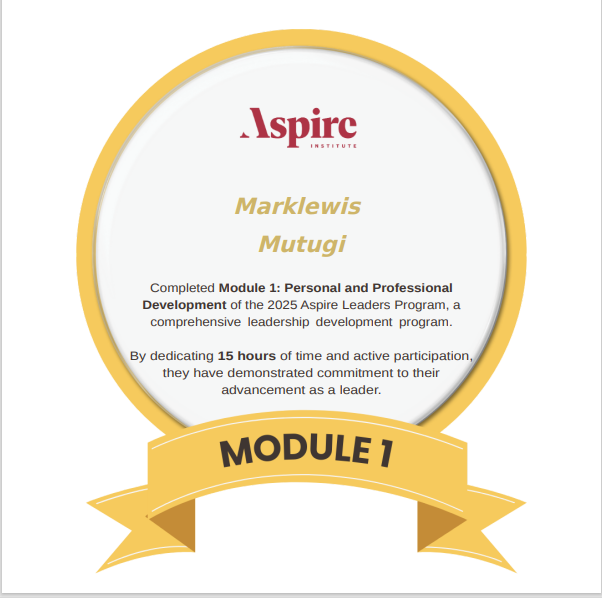 Aspire
INSTITUTE
Marklewis
Mutugi
Completed Module 1: Personal and Professional
Development of the 2025 Aspire Leaders Program, a
comprehensive leadership development program.
By dedicating 15 hours of time and active participation,
they have demonstrated commitment to their
advancement as a leader.
MODULE 1